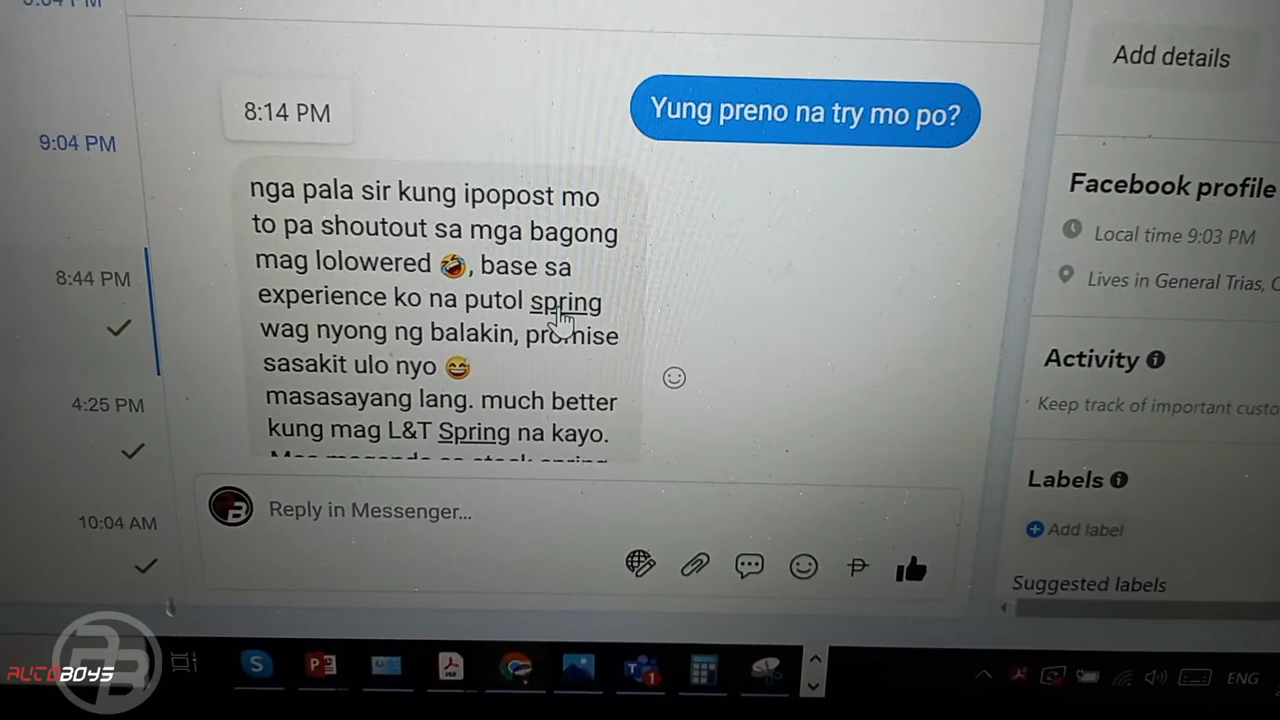 8:14 PM
Yung preno na try mo po?
9:04 PM
nga pala sir kung ipopost mo
to pa shoutout sa mga bagong
mag lolowered 🤣, base sa
experience ko na putol spring
wag nyong ng balakin, promise
sasakit ulo nyo 😅
masasayang lang. much better
kung mag L&T Spring na kayo.
8:44 PM
4:25 PM
10:04 AM
Reply in Messenger...
Add details
Facebook profile
Local time 9:03 PM
Lives in General Trias,
Activity
Keep track of important
Labels
Add label
Suggested labels
AUTOBOYS
ENG